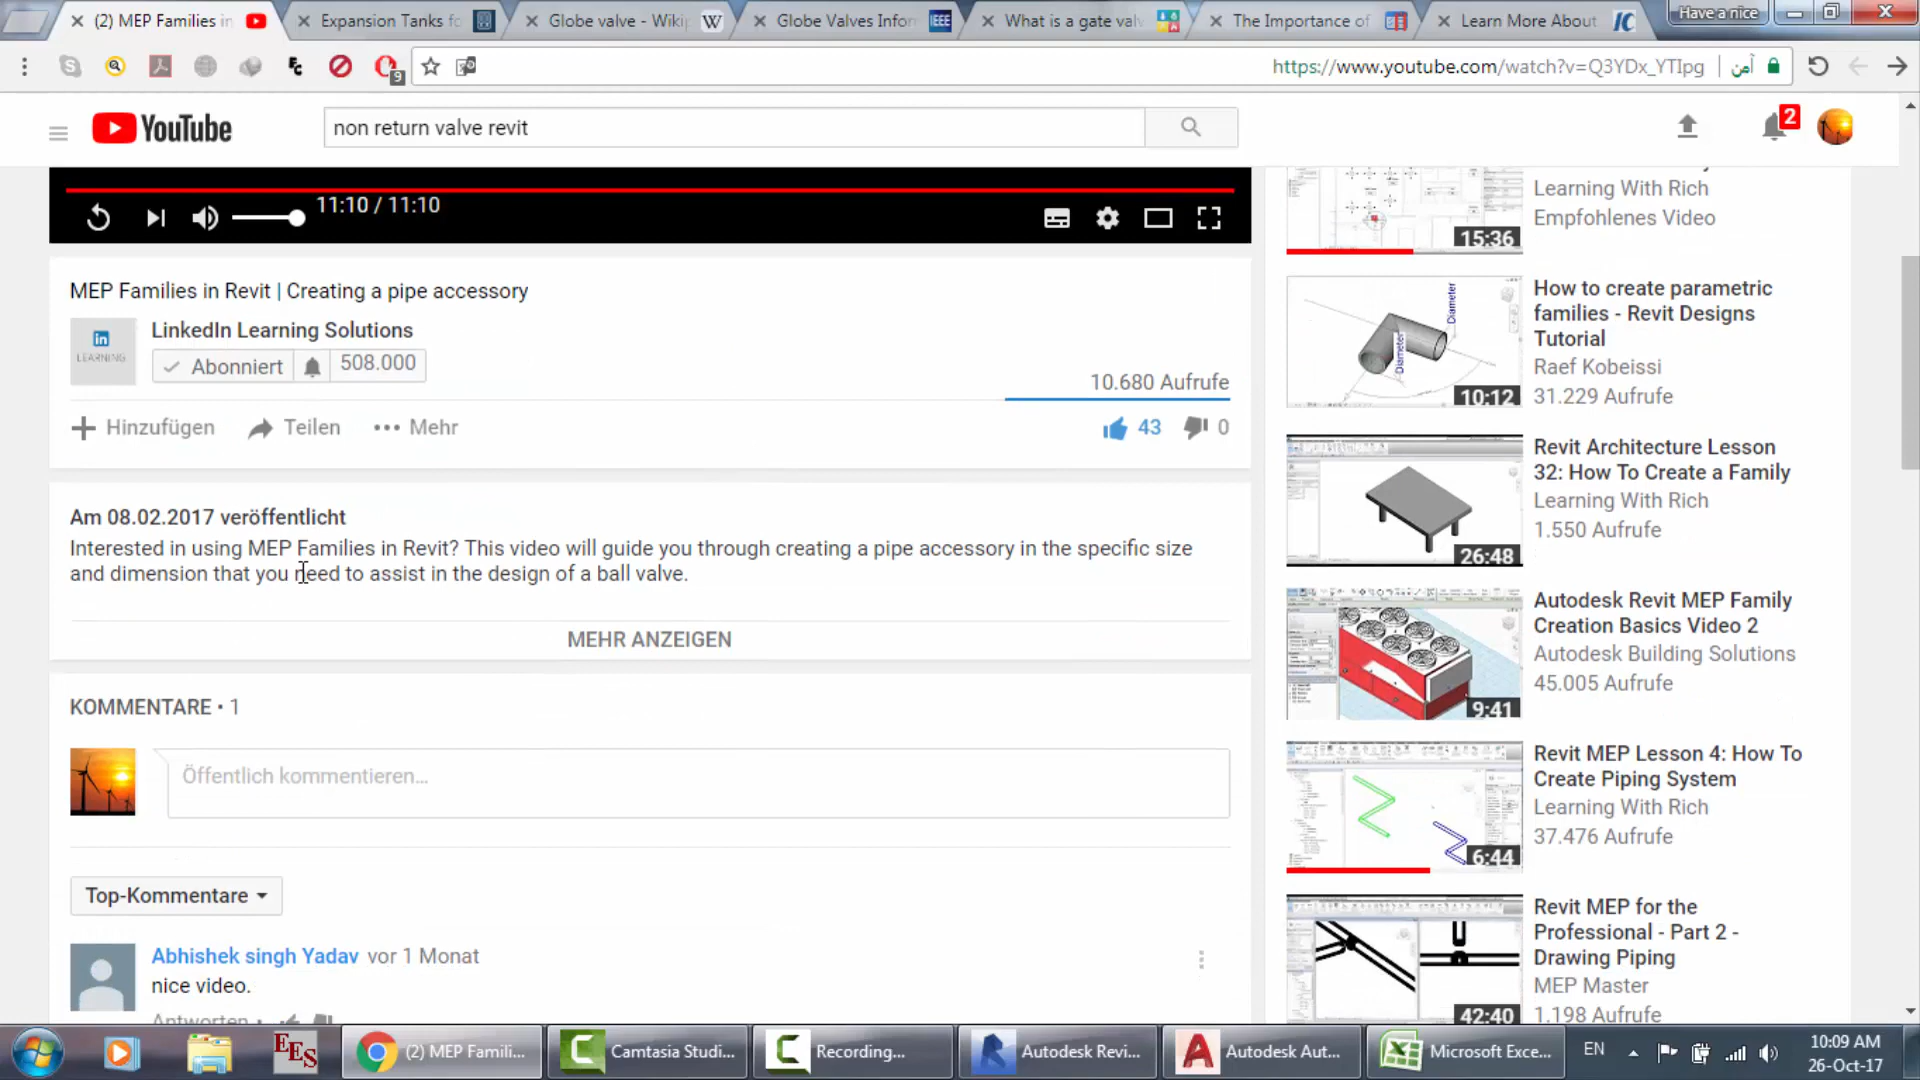 (2) MEP Families in
Expansion Tanks fo
Globe valve - Wikip
Globe Valves Infor
What is a gate valv
The Importance of
Learn More About
Have a nice
https://www.youtube.com/watch?v=Q3YDx_YTIpg
آمن
9
YouTube
non return valve revit
2
11:10 / 11:10
MEP Families in Revit | Creating a pipe accessory
LinkedIn Learning Solutions
in
LEARNING
Abonniert
508.000
10.680 Aufrufe
Hinzufügen
Teilen
Mehr
43
0
Am 08.02.2017 veröffentlicht
Interested in using MEP Families in Revit? This video will guide you through creating a pipe accessory in the specific size
and dimension that you need to assist in the design of a ball valve.
MEHR ANZEIGEN
KOMMENTARE • 1
Öffentlich kommentieren...
Top-Kommentare
Abhishek singh Yadav vor 1 Monat
nice video.
Antworten •
Learning With Rich
Empfohlenes Video
15:36
How to create parametric
families - Revit Designs
Tutorial
Raef Kobeissi
31.229 Aufrufe
Diameter
Diameter
10:12
Revit Architecture Lesson
32: How To Create a Family
Learning With Rich
1.550 Aufrufe
26:48
Autodesk Revit MEP Family
Creation Basics Video 2
Autodesk Building Solutions
45.005 Aufrufe
9:41
Revit MEP Lesson 4: How To
Create Piping System
Learning With Rich
37.476 Aufrufe
6:44
Revit MEP for the
Professional - Part 2 -
Drawing Piping
MEP Master
1.198 Aufrufe
42:40
EES
(2) MEP Famili...
Camtasia Studi...
Recording...
Autodesk Revi...
Autodesk Aut...
Microsoft Exce...
EN
10:09 AM
26-Oct-17